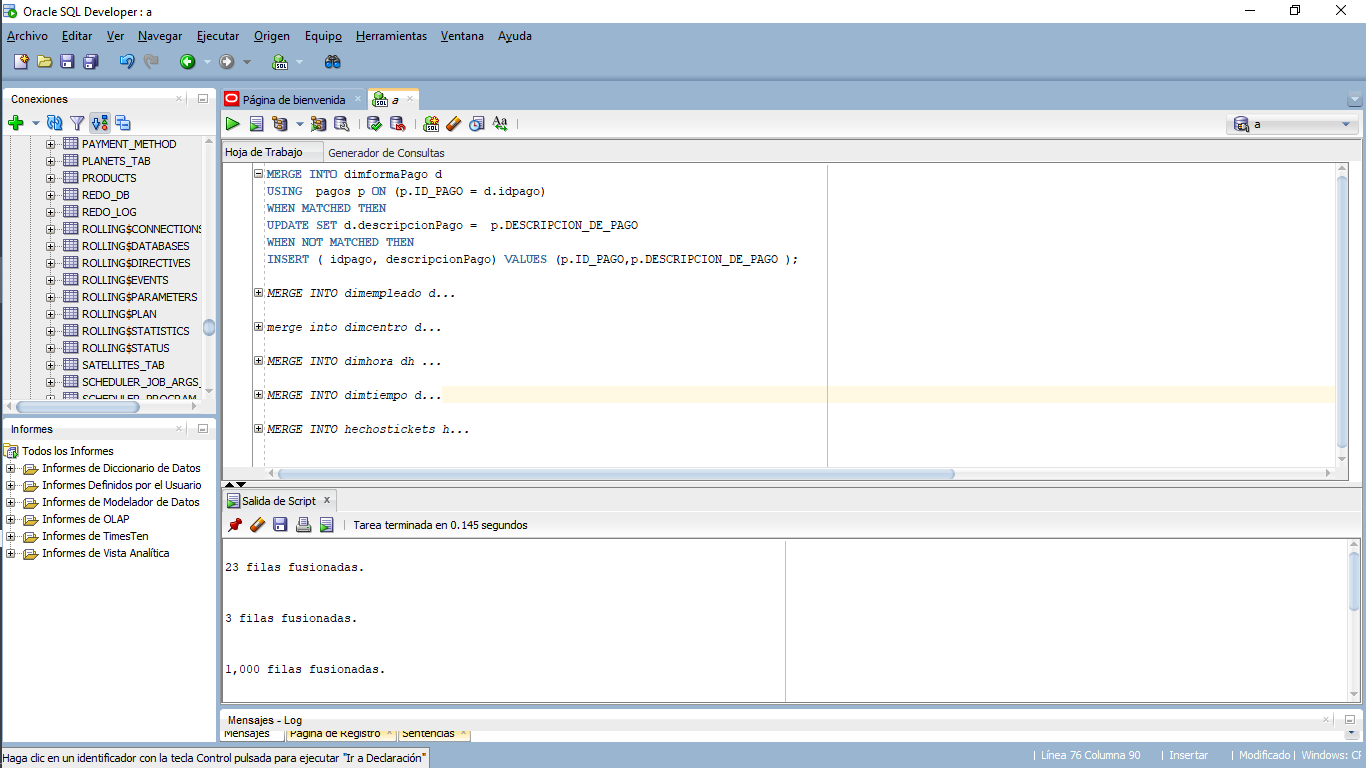 Oracle SQL Developer : a
Archivo Editar Ver Navegar Ejecutar Origen Equipo Herramientas Ventana Ayuda
Conexiones
PAYMENT_METHOD
PLANETS_TAB
PRODUCTS
REDO_DB
REDO_LOG
ROLLING$CONNECTIONS
ROLLING$DATABASES
ROLLING$DIRECTIVES
ROLLING$EVENTS
ROLLING$PARAMETERS
ROLLING$PLAN
ROLLING$STATISTICS
ROLLING$STATUS
SATELLITES_TAB
SCHEDULER_JOB_ARGS_
SCHEDULER_PROGRAM
Informes
Todos los Informes
Informes de Diccionario de Datos
Informes Definidos por el Usuario
Informes de Modelador de Datos
Informes de OLAP
Informes de TimesTen
Informes de Vista Analítica
Página de bienvenida
a
a
Hoja de Trabajo Generador de Consultas
MERGE INTO dimformaPago d
USING  pagos p ON (p.ID_PAGO = d.idpago)
WHEN MATCHED THEN
UPDATE SET d.descripcionPago =  p.DESCRIPCION_DE_PAGO
WHEN NOT MATCHED THEN
INSERT ( idpago, descripcionPago) VALUES (p.ID_PAGO,p.DESCRIPCION_DE_PAGO );
MERGE INTO dimempleado d...
merge into dimcentro d...
MERGE INTO dimhora dh ...
MERGE INTO dimtiempo d...
MERGE INTO hechostickets h...
Salida de Script
Tarea terminada en 0.145 segundos
23 filas fusionadas.
3 filas fusionadas.
1,000 filas fusionadas.
Mensajes - Log
Mensajes Página de Registro Sentencias
Haga clic en un identificador con la tecla Control pulsada para ejecutar "Ir a Declaración"
Línea 76 Columna 90 | Insertar | Modificado | Windows: CF